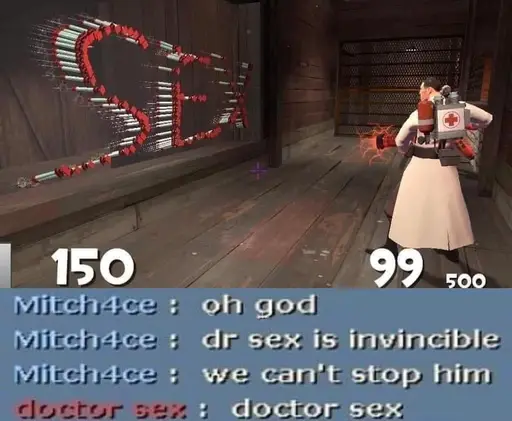 SEX
150
99 500
Mitch4ce : oh god
Mitch4ce : dr sex is invincible
Mitch4ce : we can't stop him
doctor sex : doctor sex